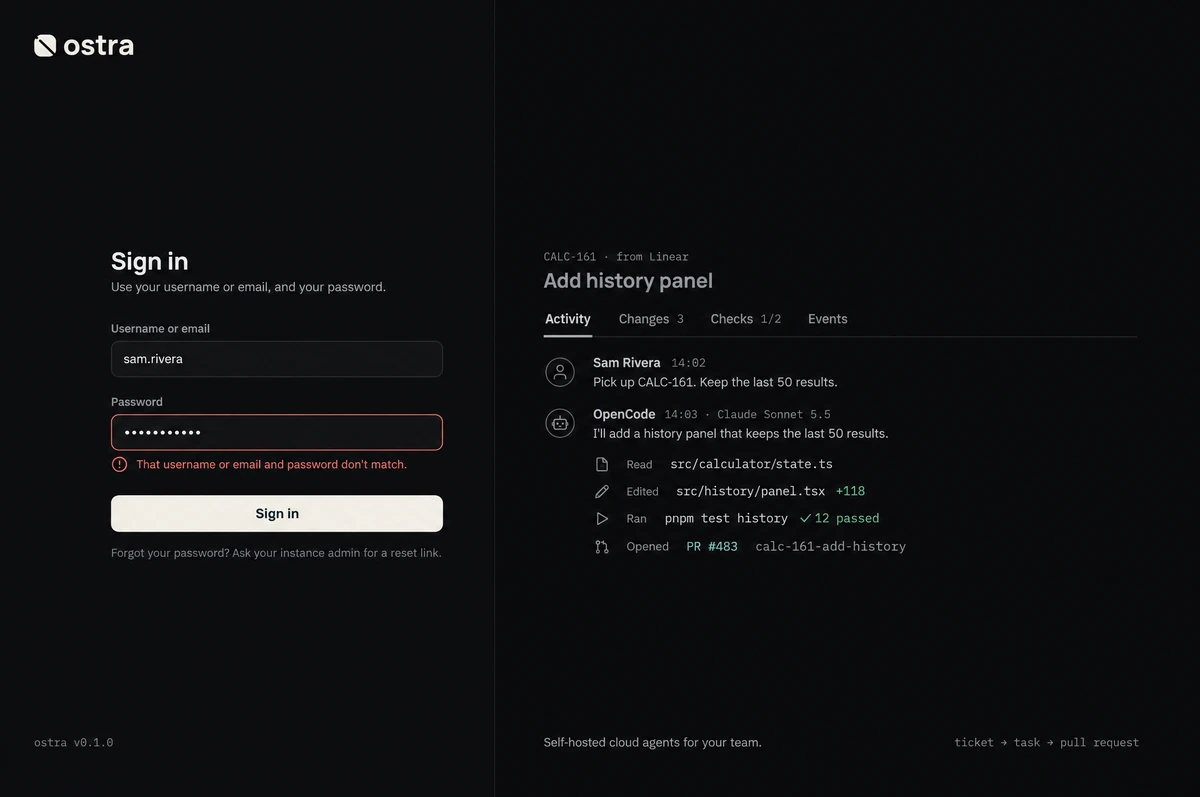 ostra
Sign in
Use your username or email, and your password.
Username or email
sam.rivera
Password
•••••••••••
That username or email and password don't match.
Sign in
Forgot your password? Ask your instance admin for a reset link.
ostra v0.1.0
CALC-161 · from Linear
Add history panel
Activity Changes 3 Checks 1/2 Events
Sam Rivera 14:02
Pick up CALC-161. Keep the last 50 results.
OpenCode 14:03 · Claude Sonnet 5.5
I'll add a history panel that keeps the last 50 results.
Read src/calculator/state.ts
Edited src/history/panel.tsx +118
Ran pnpm test history ✓ 12 passed
Opened PR #483 calc-161-add-history
Self-hosted cloud agents for your team.
ticket → task → pull request